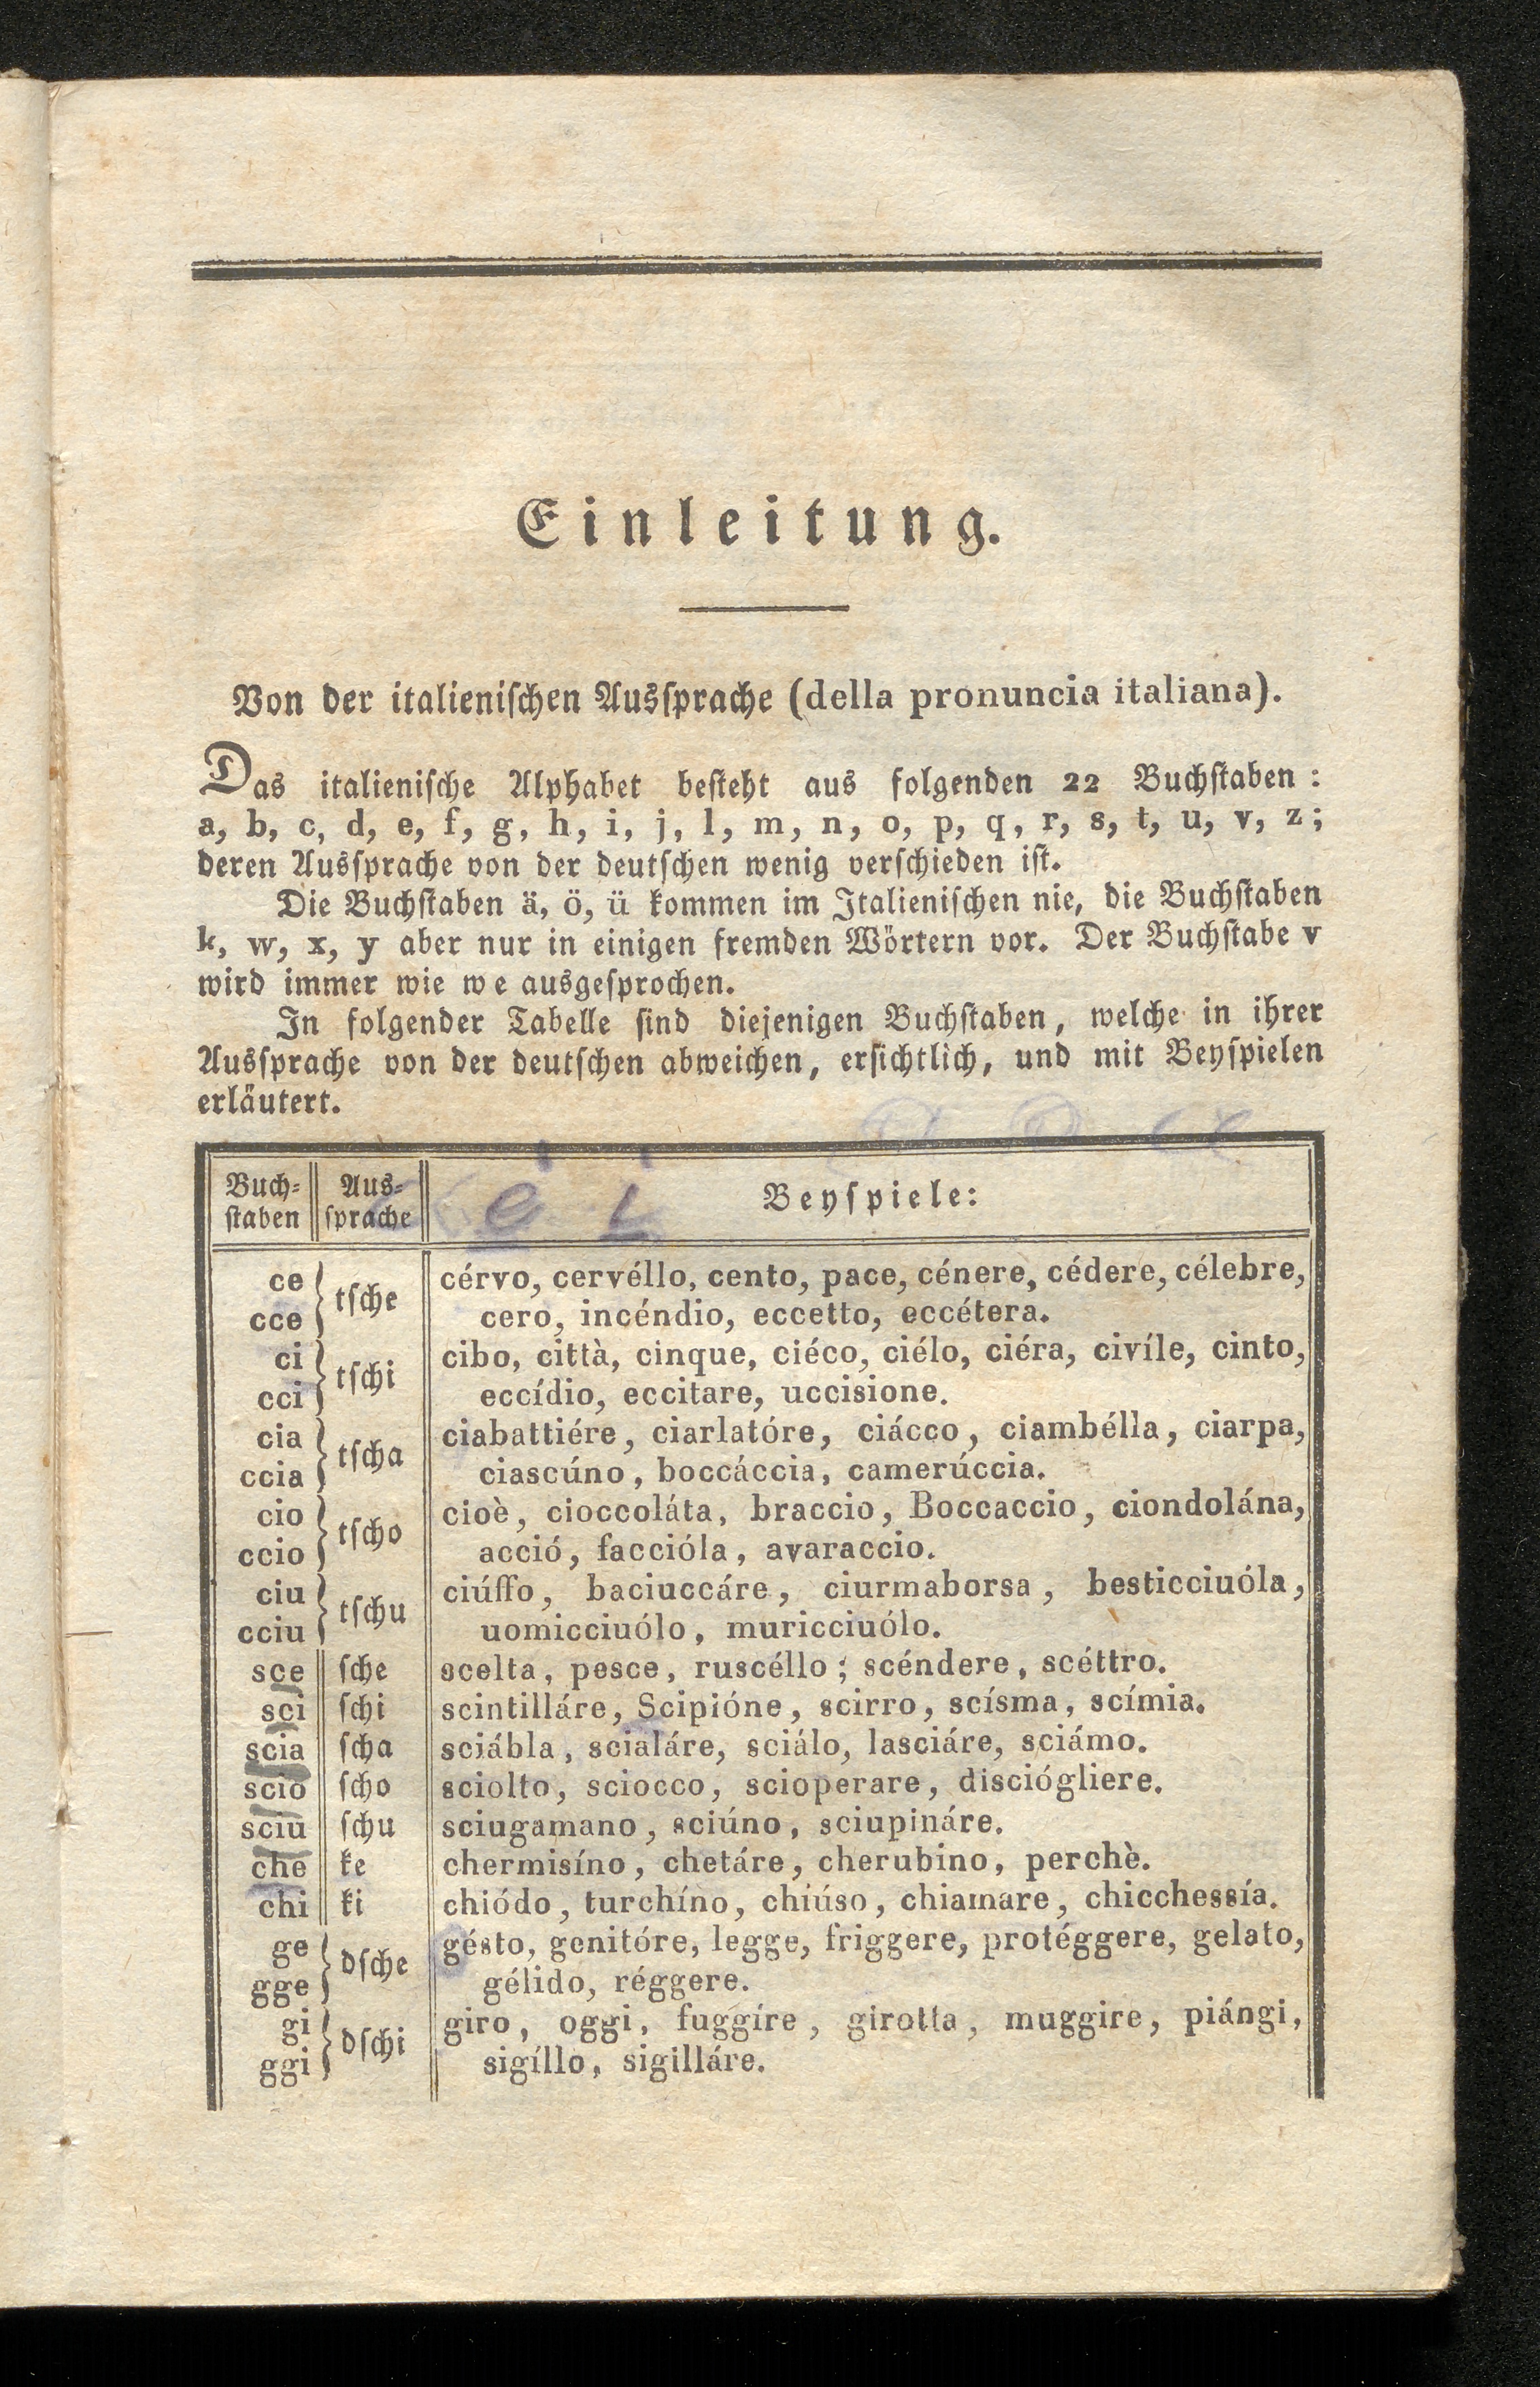 Einleitung.
Von der italieniſchen Ausſprache (della pronuncia italiana).
Das italieniſche Alphabet beſteht aus folgenden 22 Buchſtaben :
a, b, c, d, e, f, g, h, i, j, l, m, n, o, p, q, r, s, t, u, v, z;
deren Ausſprache von der deutſchen wenig verſchieden iſt.
Die Buchſtaben ä, ö, ü kommen im Italieniſchen nie, die Buchſtaben
k, w, x, y aber nur in einigen fremden Wörtern vor. Der Buchſtabe v
wird immer wie we ausgeſprochen.
In folgender Tabelle ſind diejenigen Buchſtaben, welche in ihrer
Ausſprache von der deutſchen abweichen, erſichtlich, und mit Beyſpielen
erläutert.
Buch- Aus- e i Beyſpiele:
ſtaben ſprache
ce cérvo, cervéllo, cento, pace, cénere, cédere, célebre,
tſche
cce cero, incéndio, eccetto, eccétera.
ci cibo, città, cinque, ciéco, ciélo, ciéra, civíle, cinto,
tſchi
cci eccídio, eccitare, uccisione.
cia ciabattiére, ciarlatóre, ciácco, ciambélla, ciarpa,
tſcha
ccia ciascúno, boccáccia, camerúccia.
cio cioè, cioccoláta, braccio, Boccaccio, ciondolána,
tſcho
ccio acció, faccióla, avaraccio.
ciu ciúffo, baciuccáre, ciurmaborsa, besticciuóla,
tſchu
cciu uomicciuólo, muricciuólo.
sce ſche scelta, pesce, ruscéllo; scéndere, scéttro.
sci ſchi scintilláre, Scipióne, scirro, scísma, scímia.
scia ſcha sciábla, scialáre, sciálo, lasciáre, sciámo.
scio ſcho sciolto, sciocco, scioperare, disciógliere.
sciu ſchu sciugamano, sciúno, sciupináre.
che ke chermisíno, chetáre, cherubino, perchè.
chi ki chiódo, turchíno, chiúso, chiamare, chicchessía.
ge gésto, genitóre, legge, friggere, protéggere, gelato,
dſche
gge gélido, réggere.
gi giro, oggi, fuggíre, girotta, muggire, piángi,
dſchi
ggi sigíllo, sigilláre.